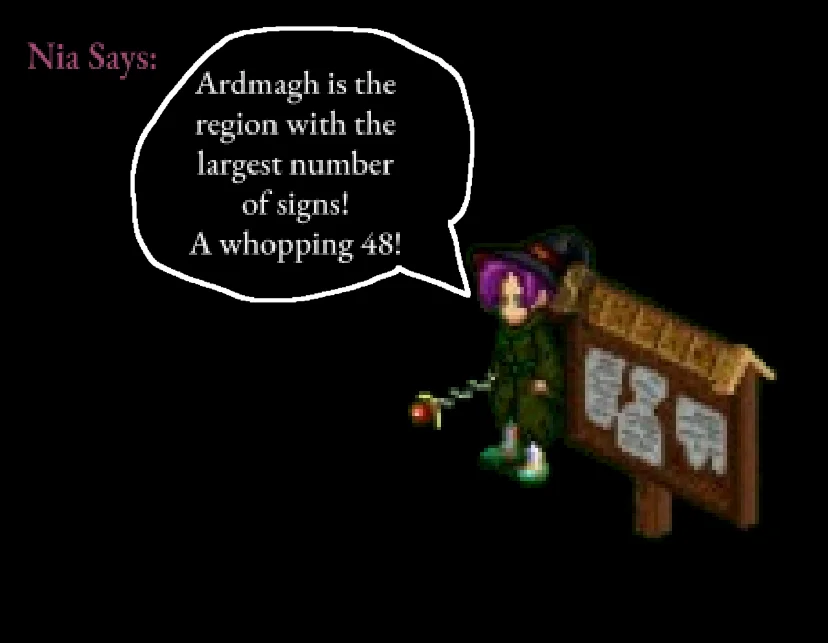 Nia Says:
Ardmagh is the
region with the
largest number
of signs!
A whopping 48!